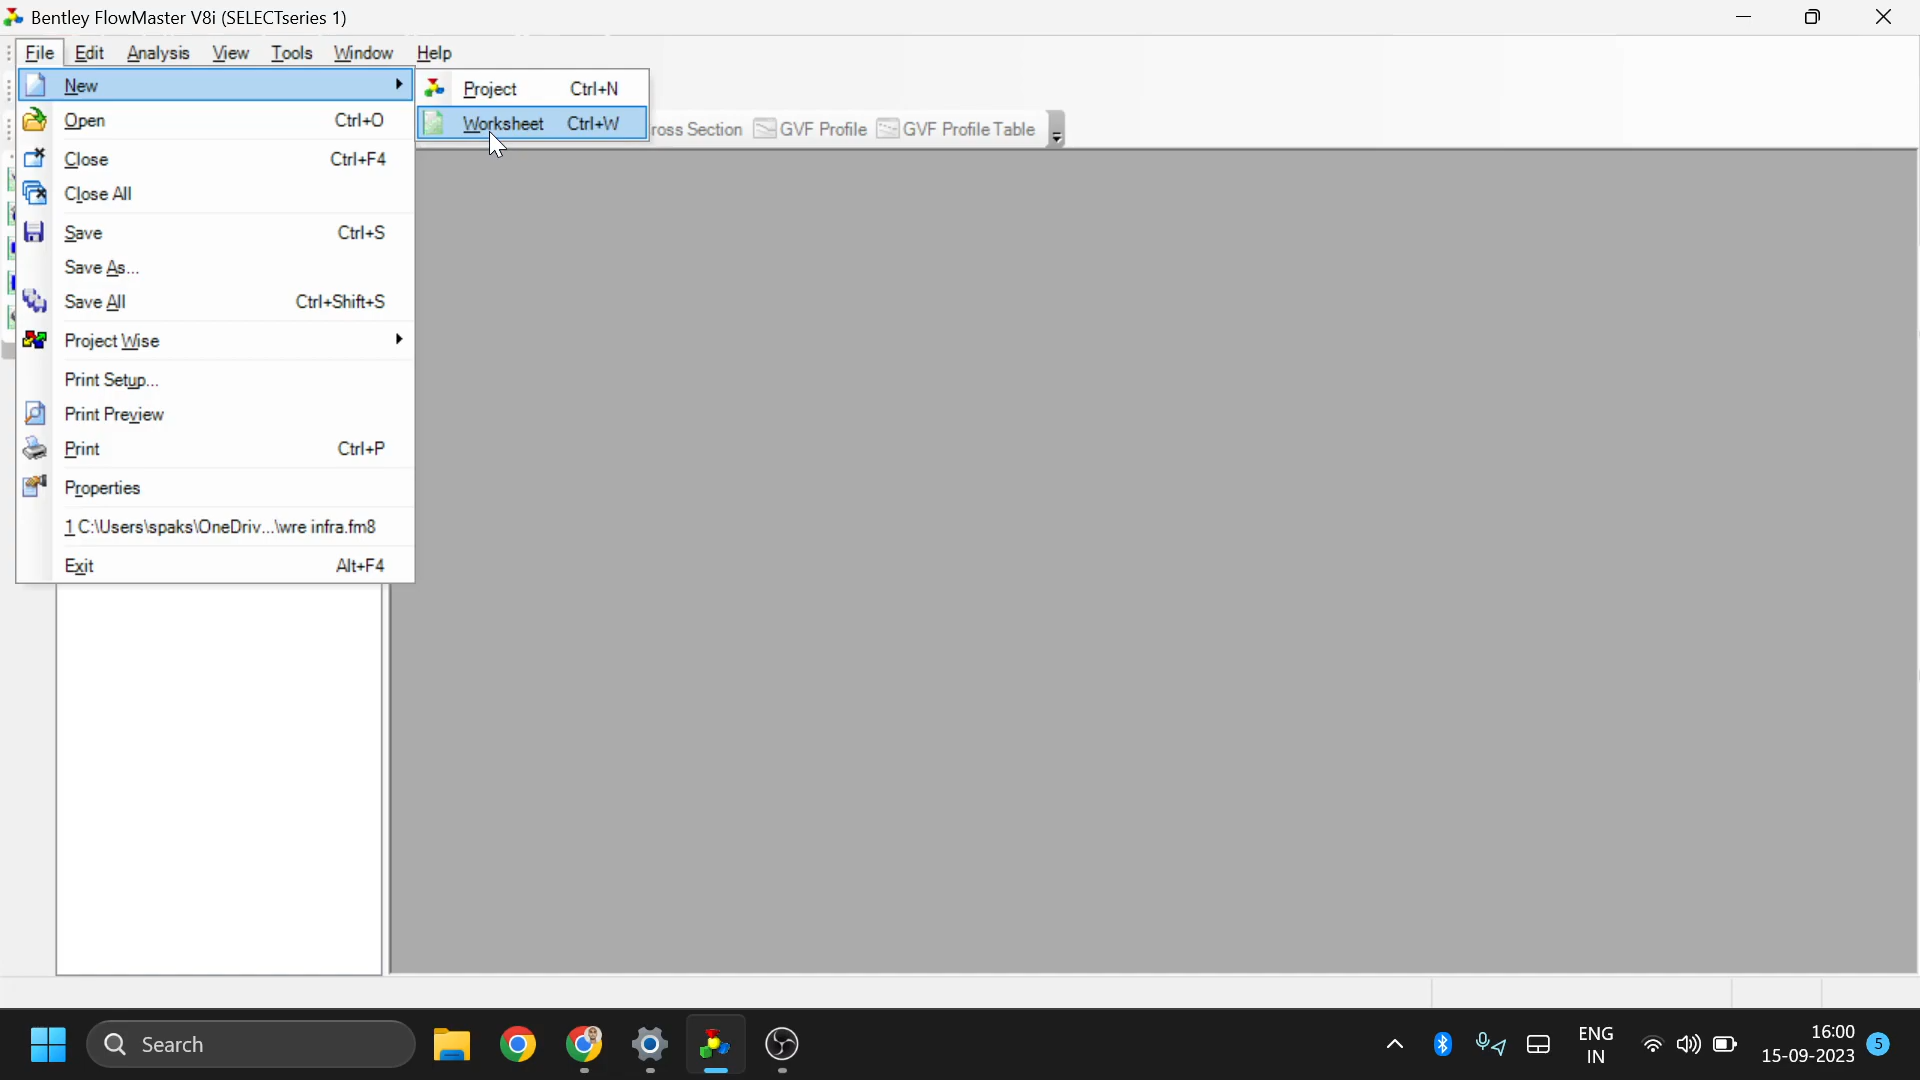 Bentley FlowMaster V8i (SELECTseries 1)
File Edit Analysis View Tools Window Help
New
Project Ctrl+N
Open Ctrl+O
Worksheet Ctrl+W
ross Section GVF Profile GVF Profile Table
Close Ctrl+F4
Close All
Save Ctrl+S
Save As...
Save All Ctrl+Shift+S
Project Wise
Print Setup...
Print Preview
Print Ctrl+P
Properties
1 C:\Users\spaks\OneDriv...\wre infra.fm8
Exit Alt+F4
Search
ENG
IN
16:00
15-09-2023
5